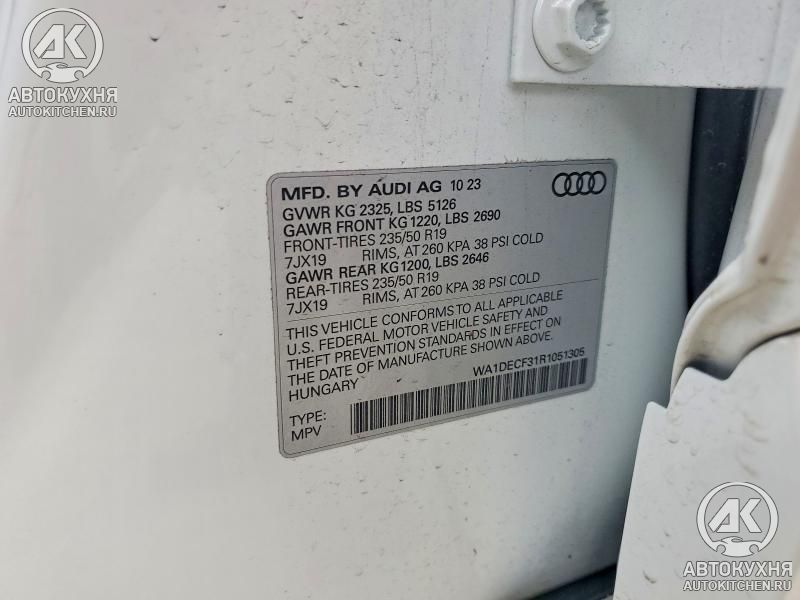 AK
АВТОКУХНЯ
AUTOKITCHEN.RU
MFD. BY AUDI AG 10 23
GVWR KG 2325, LBS 5126
GAWR FRONT KG 1220, LBS 2690
FRONT-TIRES 235/50 R19
7JX19 RIMS, AT 260 KPA 38 PSI COLD
GAWR REAR KG1200, LBS 2646
REAR-TIRES 235/50 R19
7JX19 RIMS, AT 260 KPA 38 PSI COLD
THIS VEHICLE CONFORMS TO ALL APPLICABLE
U.S. FEDERAL MOTOR VEHICLE SAFETY AND
THEFT PREVENTION STANDARDS IN EFFECT ON
THE DATE OF MANUFACTURE SHOWN ABOVE.
HUNGARY
WA1DECF31R1051305
TYPE:
MPV
AK
АВТОКУХНЯ
AUTOKITCHEN.RU